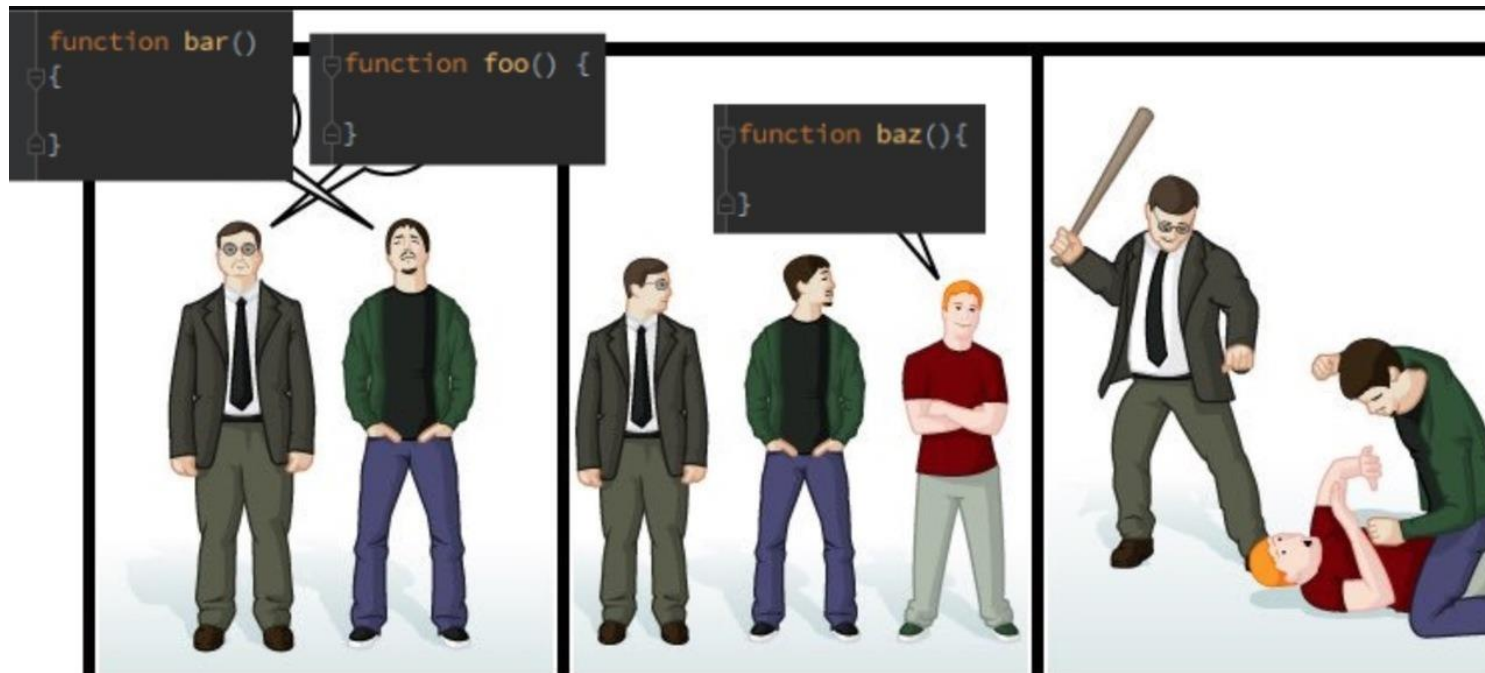 function bar()
{
}
function foo() {
}
function baz(){
}